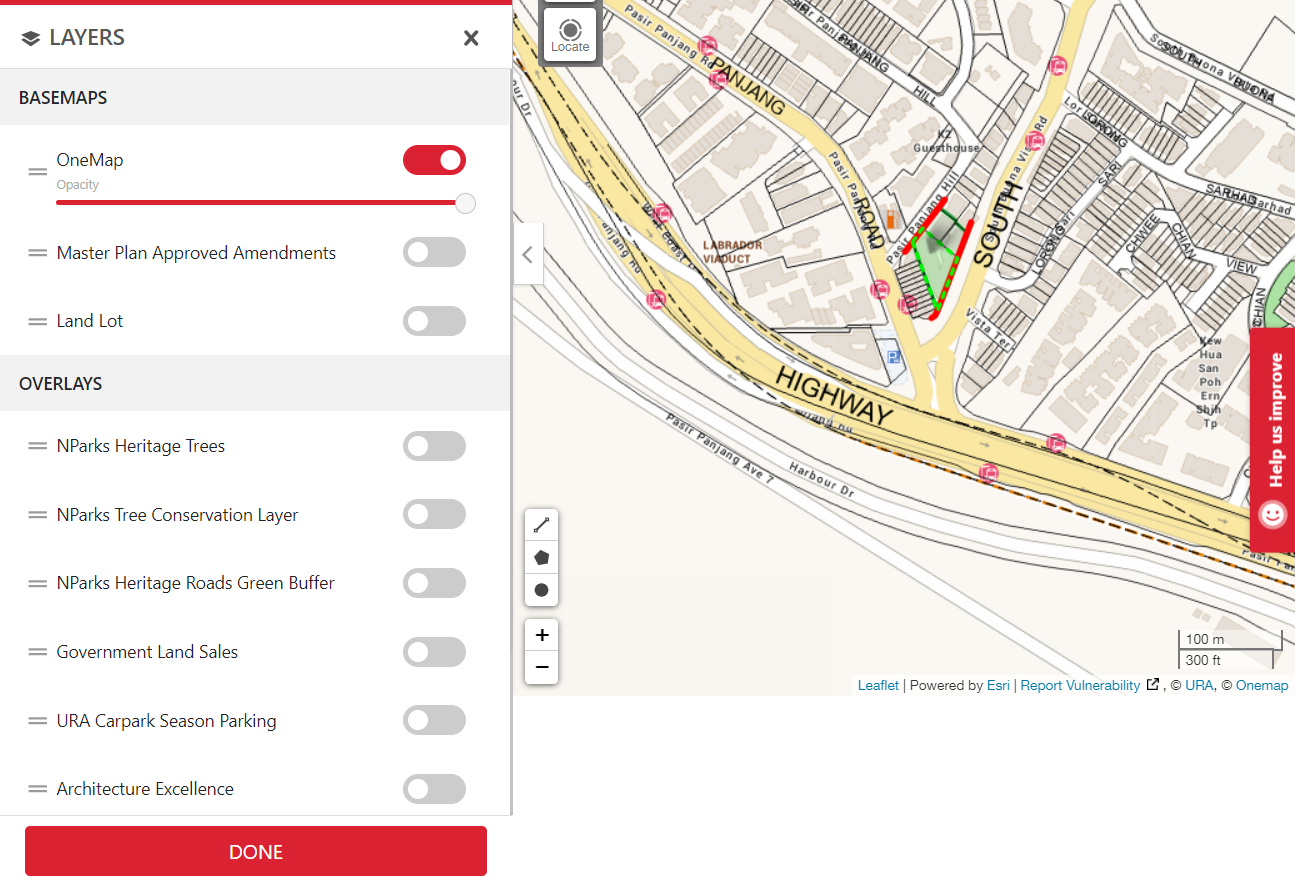 LAYERS
BASEMAPS
OneMap
Opacity
Master Plan Approved Amendments
Land Lot
OVERLAYS
NParks Heritage Trees
NParks Tree Conservation Layer
NParks Heritage Roads Green Buffer
Government Land Sales
URA Carpark Season Parking
Architecture Excellence
DONE
Locate
Pasir Panjang Rd
PANJANG
PANJANG
HILL
K2
Guesthouse
SOUTH
BUONA
LORONG
SARI
SARHAD
CHWEE
CHIAN
VIEW
CHIAN
LORONG
Pasir Panjang Hill
ROAD
SOUTH
LABRADOR
VIADUCT
Vista Ter
Kew
Hua
San
Poh
Ern
Shih
Tp
P
HIGHWAY
Pasir Panjang Ave 7
Harbour Dr
Help us improve
+
−
100 m
300 ft
Leaflet | Powered by Esri | Report Vulnerability , © URA, © Onemap